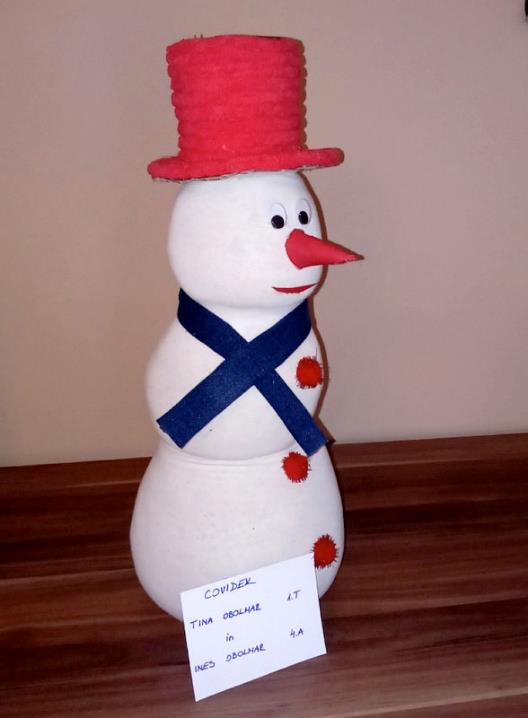 COVIDEK
TINA OBOLNAR 1.T
in
INES OBOLNAR 4.A